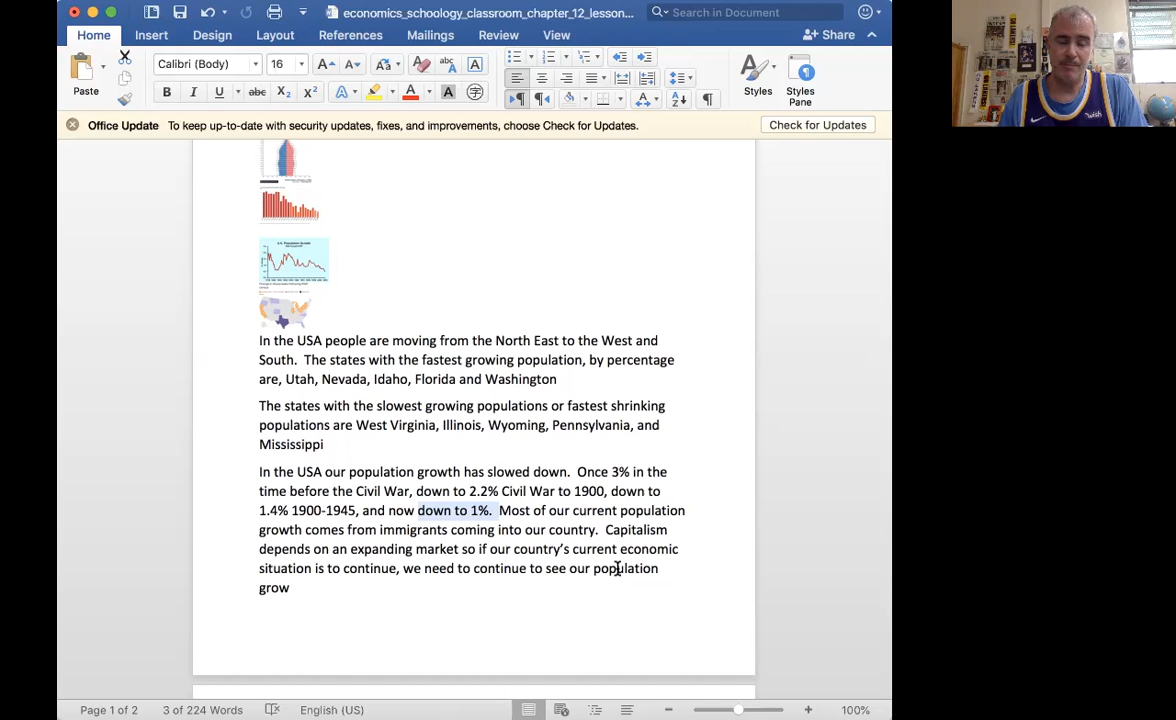 economics_schoology_classroom_chapter_12_lesson...
Search in Document
Home Insert Design Layout References Mailings Review View Share
Paste
Calibri (Body) 16
Styles
Styles Pane
Office Update To keep up-to-date with security updates, fixes, and improvements, choose Check for Updates. Check for Updates
In the USA people are moving from the North East to the West and
South. The states with the fastest growing population, by percentage
are, Utah, Nevada, Idaho, Florida and Washington
The states with the slowest growing populations or fastest shrinking
populations are West Virginia, Illinois, Wyoming, Pennsylvania, and
Mississippi
In the USA our population growth has slowed down. Once 3% in the
time before the Civil War, down to 2.2% Civil War to 1900, down to
1.4% 1900-1945, and now down to 1%. Most of our current population
growth comes from immigrants coming into our country. Capitalism
depends on an expanding market so if our country's current economic
situation is to continue, we need to continue to see our population
grow
Page 1 of 2 3 of 224 Words English (US) 100%
wish